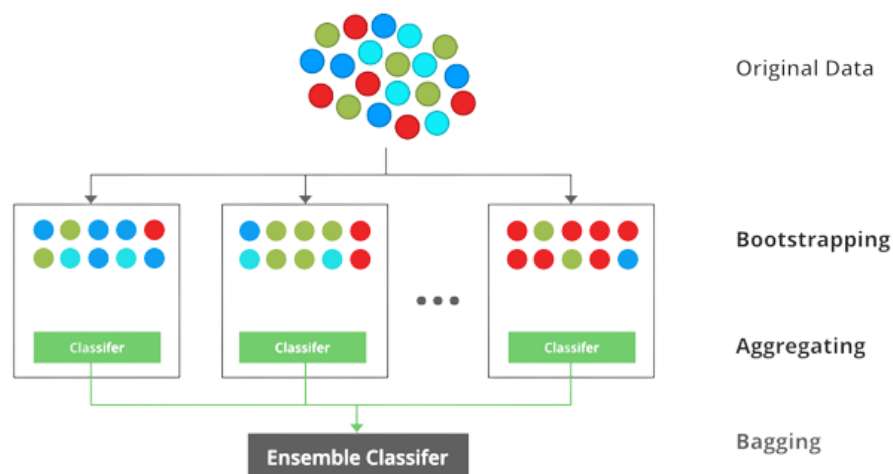 Original Data
Bootstrapping
Classifer
Classifer
Classifer
Aggregating
Ensemble Classifer
Bagging